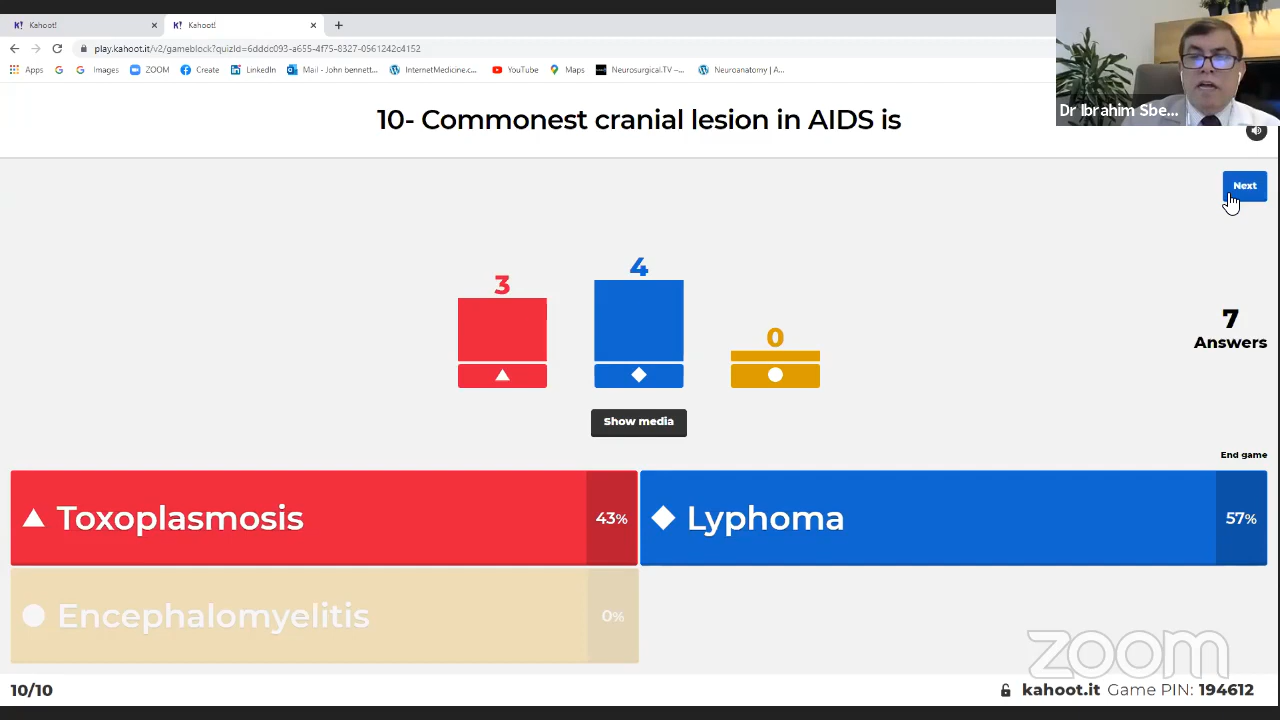 Kahoot!
Kahoot!
play.kahoot.it/v2/gameblock?quizId=6dddc093-a655-4f75-8327-0561242c4152
Apps
Images
ZOOM
Create
LinkedIn
Mail - John bennett...
InternetMedicine.c...
YouTube
Maps
Neurosurgical.TV –...
Neuroanatomy | A...
Dr Ibrahim Sbe...
10- Commonest cranial lesion in AIDS is
Next
3
4
0
7
Answers
Show media
End game
Toxoplasmosis 43%
Lyphoma 57%
Encephalomyelitis 0%
zoom
10/10
kahoot.it Game PIN: 194612